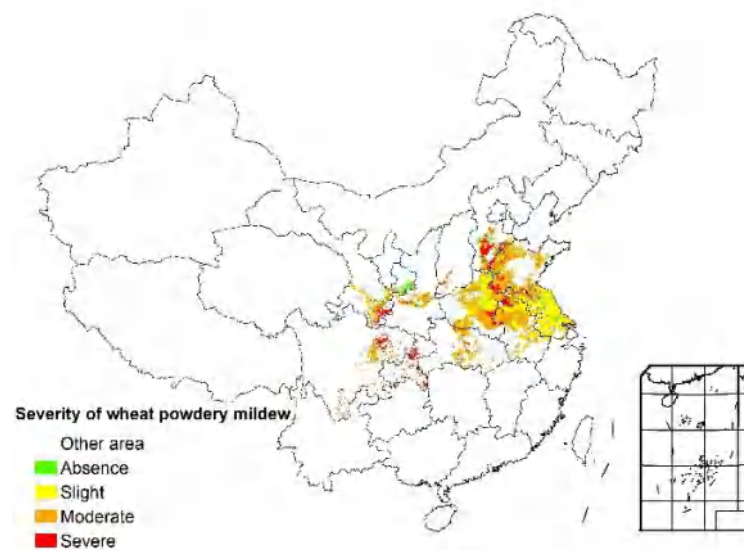 Severity of wheat powdery mildew
Other area
Absence
Slight
Moderate
Severe